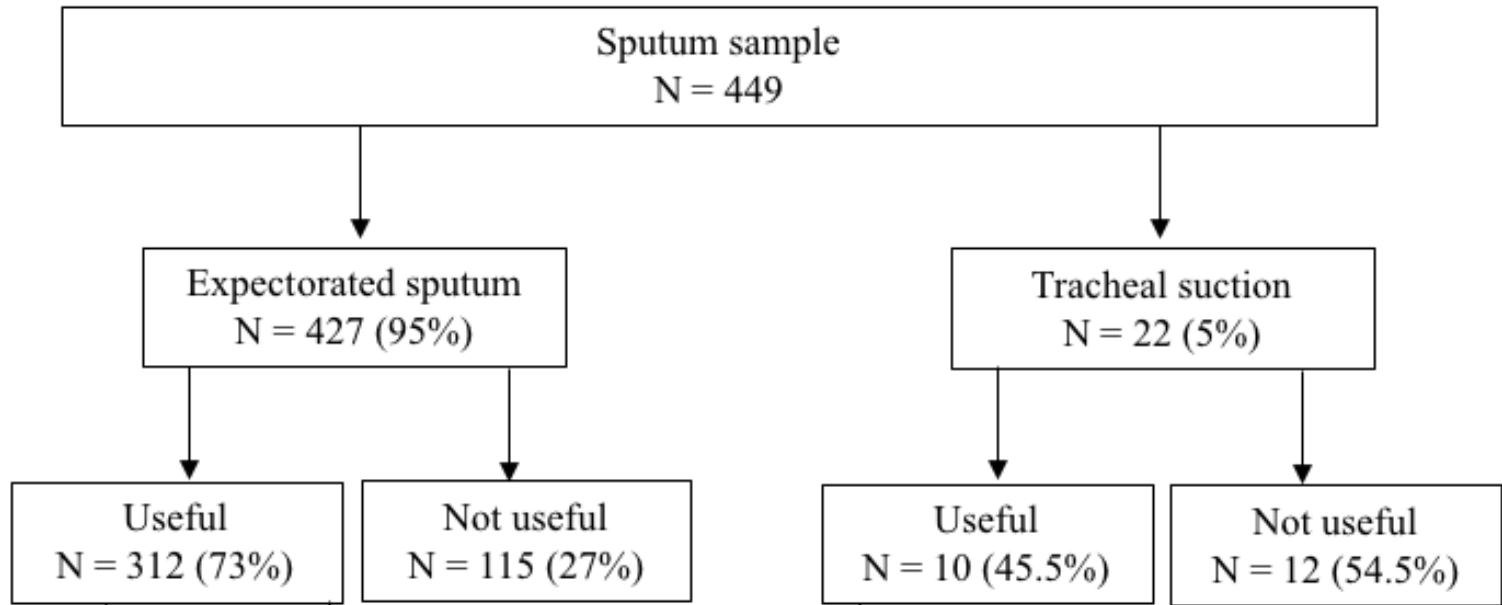 Sputum sample
N = 449
Expectorated sputum
N = 427 (95%)
Tracheal suction
N = 22 (5%)
Useful
N = 312 (73%)
Not useful
N = 115 (27%)
Useful
N = 10 (45.5%)
Not useful
N = 12 (54.5%)